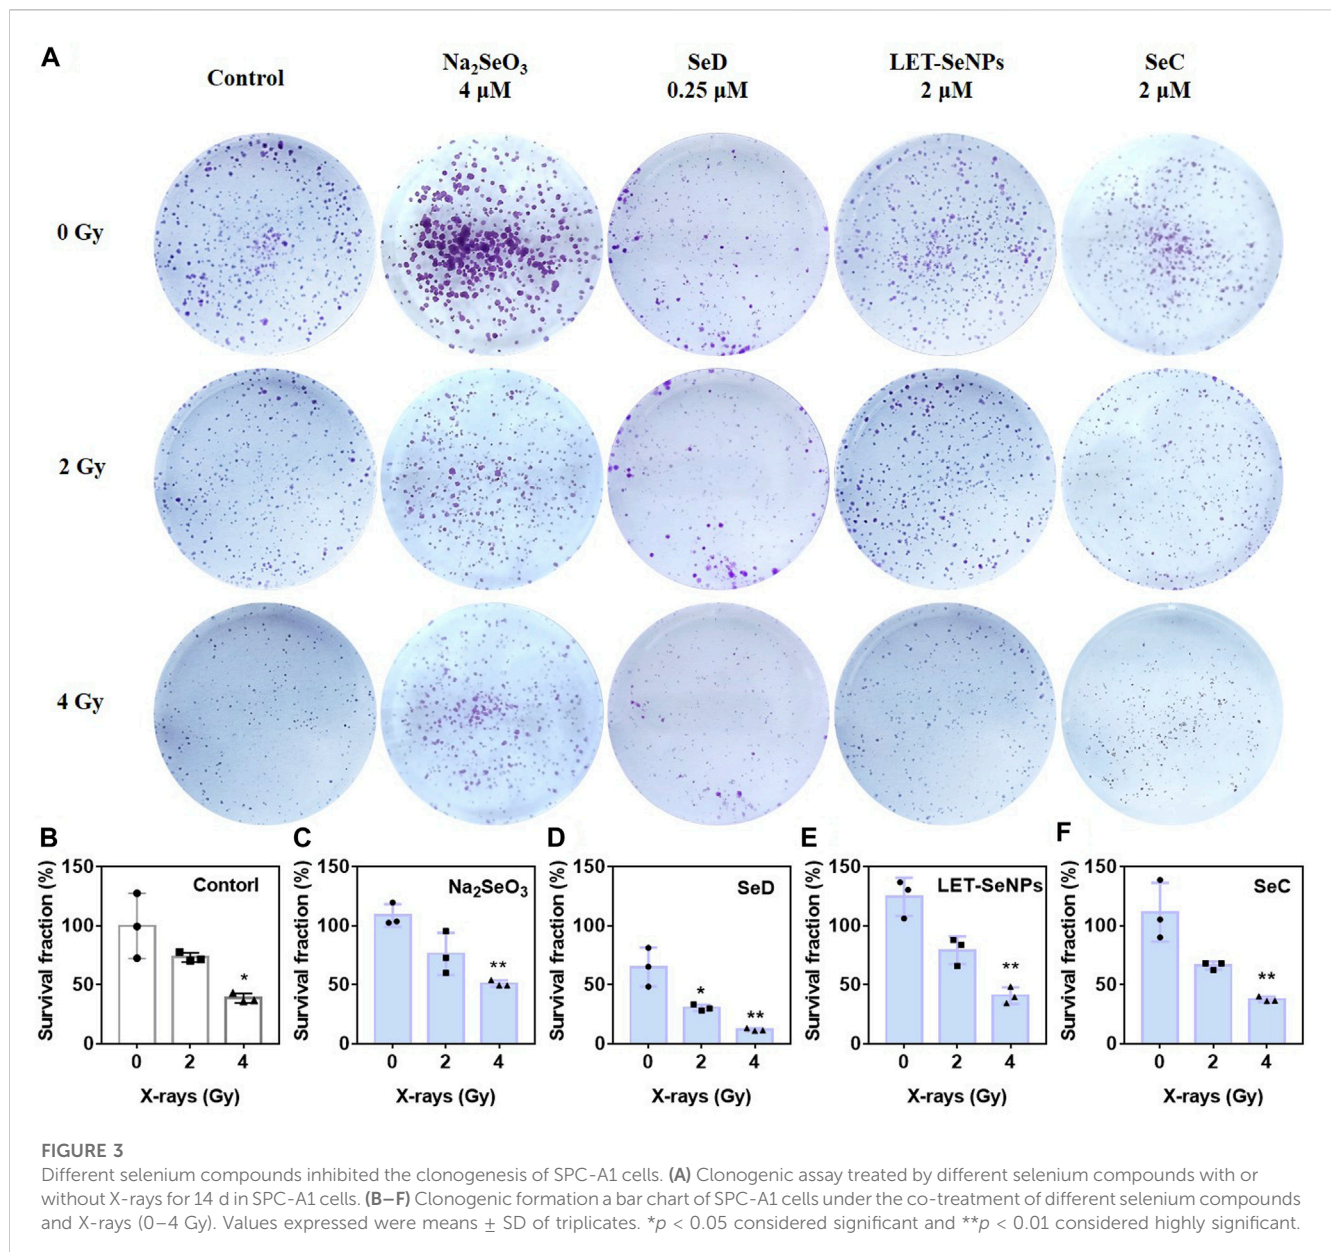 A
Control
Na₂SeO₃
4 μM
SeD
0.25 μM
LET-SeNPs
2 μM
SeC
2 μM
0 Gy
2 Gy
4 Gy
B
Survival fraction (%)
150
100
50
0
Contorl
*
0 2 4
X-rays (Gy)
C
Survival fraction (%)
150
100
50
0
Na₂SeO₃
**
0 2 4
X-rays (Gy)
D
Survival fraction (%)
150
100
50
0
SeD
*
**
0 2 4
X-rays (Gy)
E
Survival fraction (%)
150
100
50
0
LET-SeNPs
**
0 2 4
X-rays (Gy)
F
Survival fraction (%)
150
100
50
0
SeC
**
0 2 4
X-rays (Gy)
FIGURE 3
Different selenium compounds inhibited the clonogenesis of SPC-A1 cells. (A) Clonogenic assay treated by different selenium compounds with or
without X-rays for 14 d in SPC-A1 cells. (B–F) Clonogenic formation a bar chart of SPC-A1 cells under the co-treatment of different selenium compounds
and X-rays (0–4 Gy). Values expressed were means ± SD of triplicates. *p < 0.05 considered significant and **p < 0.01 considered highly significant.